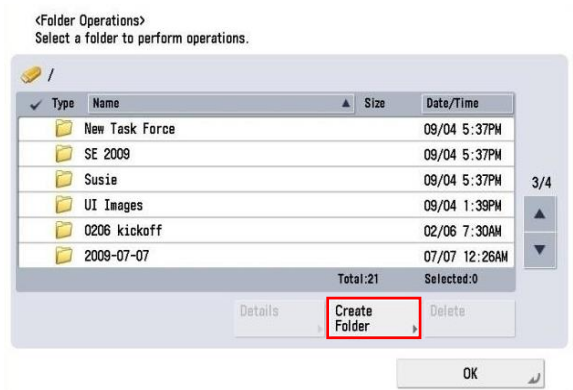 <Folder Operations>
Select a folder to perform operations.
/
Type Name Size Date/Time
New Task Force 09/04 5:37PM
SE 2009 09/04 5:37PM
Susie 09/04 5:37PM
3/4
UI Images 09/04 1:39PM
0206 kickoff 02/06 7:30AM
2009-07-07 07/07 12:26AM
Total:21 Selected:0
Details Create Folder Delete
OK